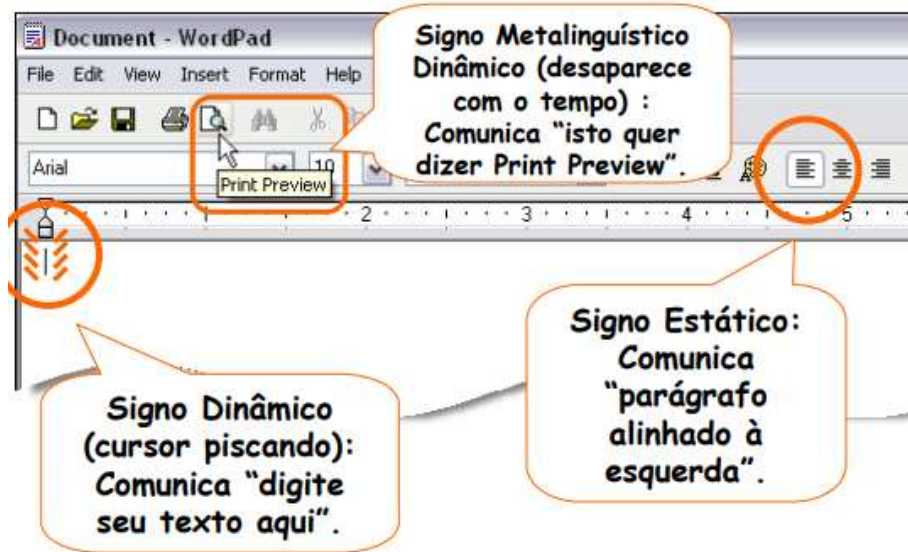 Document - WordPad
File Edit View Insert Format Help
Signo Metalinguístico
Dinâmico (desaparece
com o tempo) :
Comunica “isto quer
dizer Print Preview”.
Arial 10
Print Preview
2 3 4 5
Signo Dinâmico
(cursor piscando):
Comunica “digite
seu texto aqui”.
Signo Estático:
Comunica
“parágrafo
alinhado à
esquerda”.